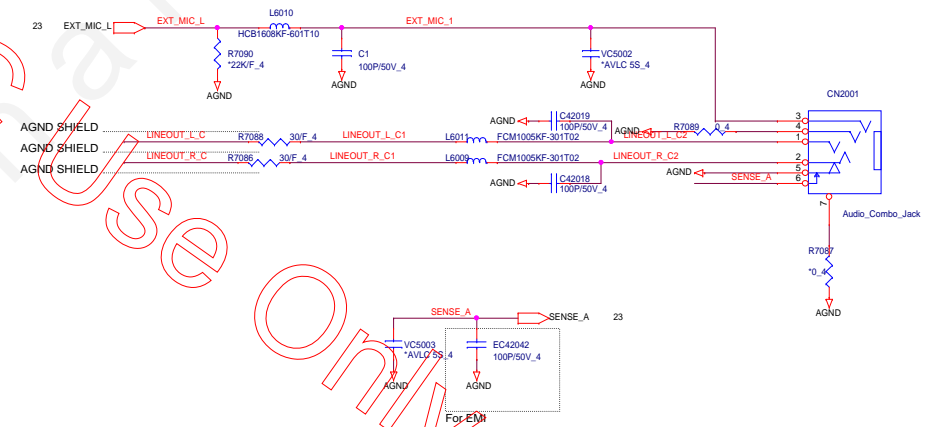 L6010
23 EXT_MIC_L EXT_MIC_L EXT_MIC_1
HCB1608KF-601T10
R7090
*22K/F_4
C1
100P/50V_4
VC5002
*AVLC 5S_4
AGND
AGND
AGND
CN2001
C42019
100P/50V_4
AGND
AGND SHIELD
LINEOUT_L_C
R7088 30/F_4
LINEOUT_L_C1
L6011 FCM1005KF-301T02
LINEOUT_L_C2
AGND
R7089 0_4
3
4
1
AGND SHIELD
LINEOUT_R_C
R7086 30/F_4
LINEOUT_R_C1
L6009 FCM1005KF-301T02
LINEOUT_R_C2
2
AGND SHIELD
AGND
5
AGND
C42018
100P/50V_4
SENSE_A
6
7
Audio_Combo_Jack
R7087
*0_4
AGND
SENSE_A
SENSE_A 23
VC5003
*AVLC 5S_4
EC42042
100P/50V_4
AGND
AGND
For EMI
Use Only